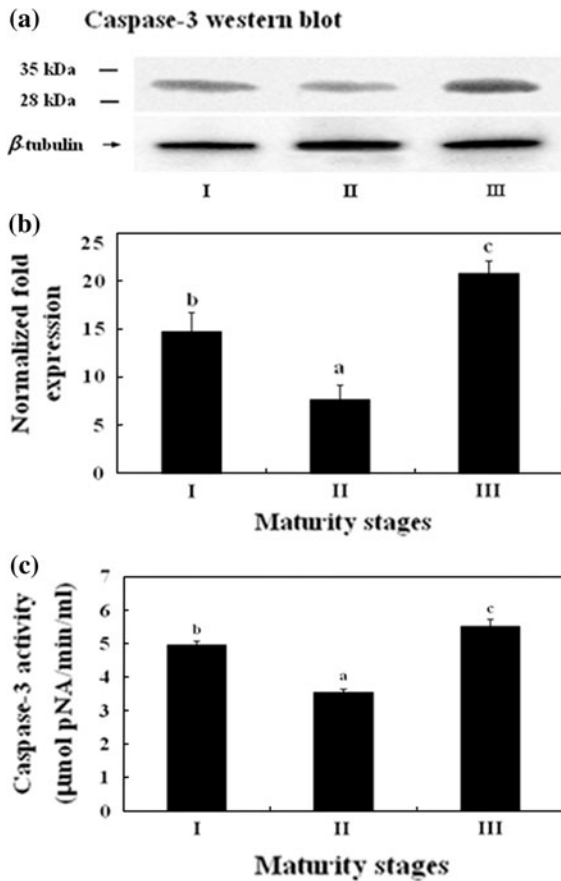 (a) Caspase-3 western blot
35 kDa
28 kDa
β-tubulin
I II III
(b)
25
20
15
10
5
0
Normalized fold
expression
b
a
c
I II III
Maturity stages
(c)
7
6
5
4
3
2
1
0
Caspase-3 activity
(µmol pNA/min/ml)
b
a
c
I II III
Maturity stages